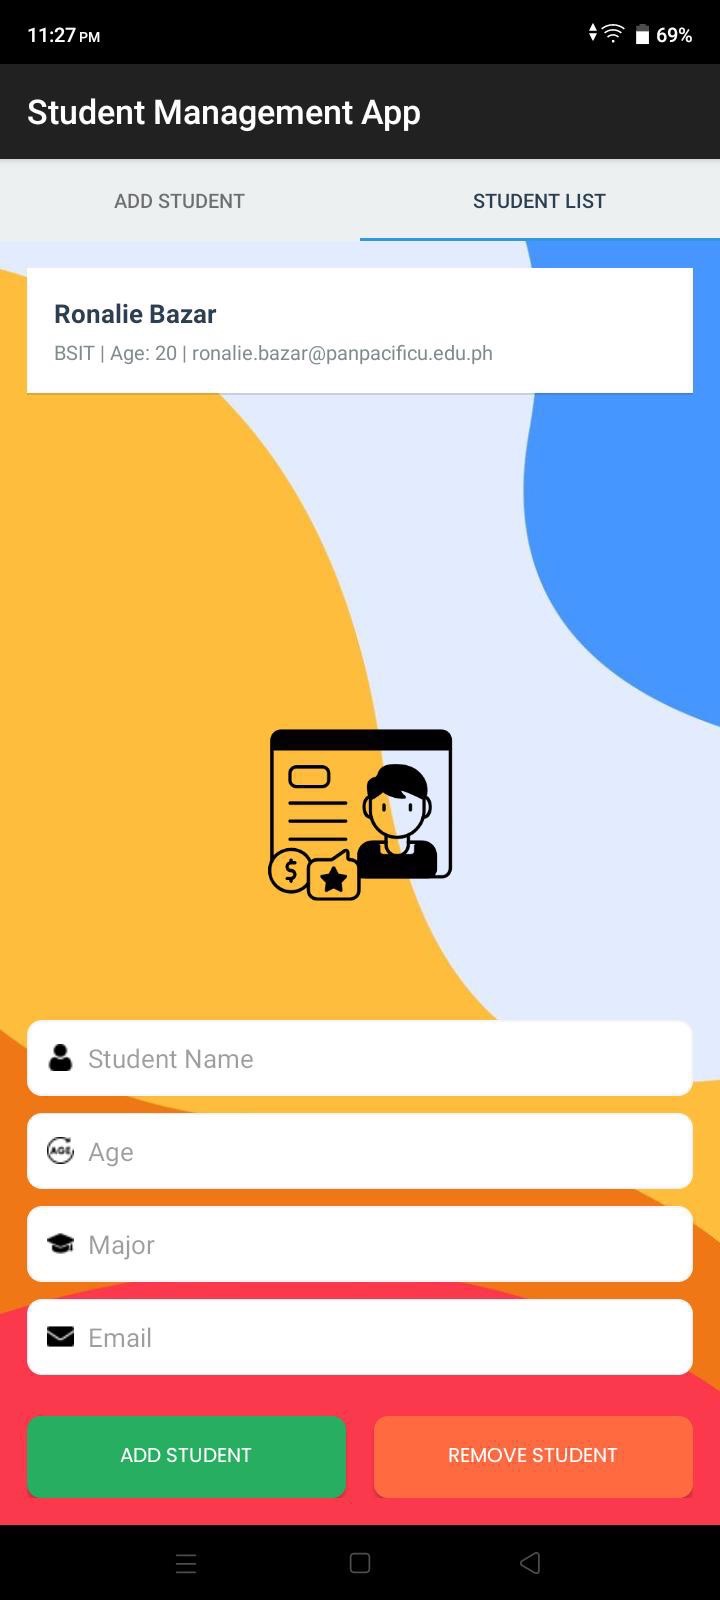 11:27 PM
69%
Student Management App
ADD STUDENT
STUDENT LIST
Ronalie Bazar
BSIT | Age: 20 | ronalie.bazar@panpacificu.edu.ph
$
Student Name
AGE
Age
Major
Email
ADD STUDENT
REMOVE STUDENT